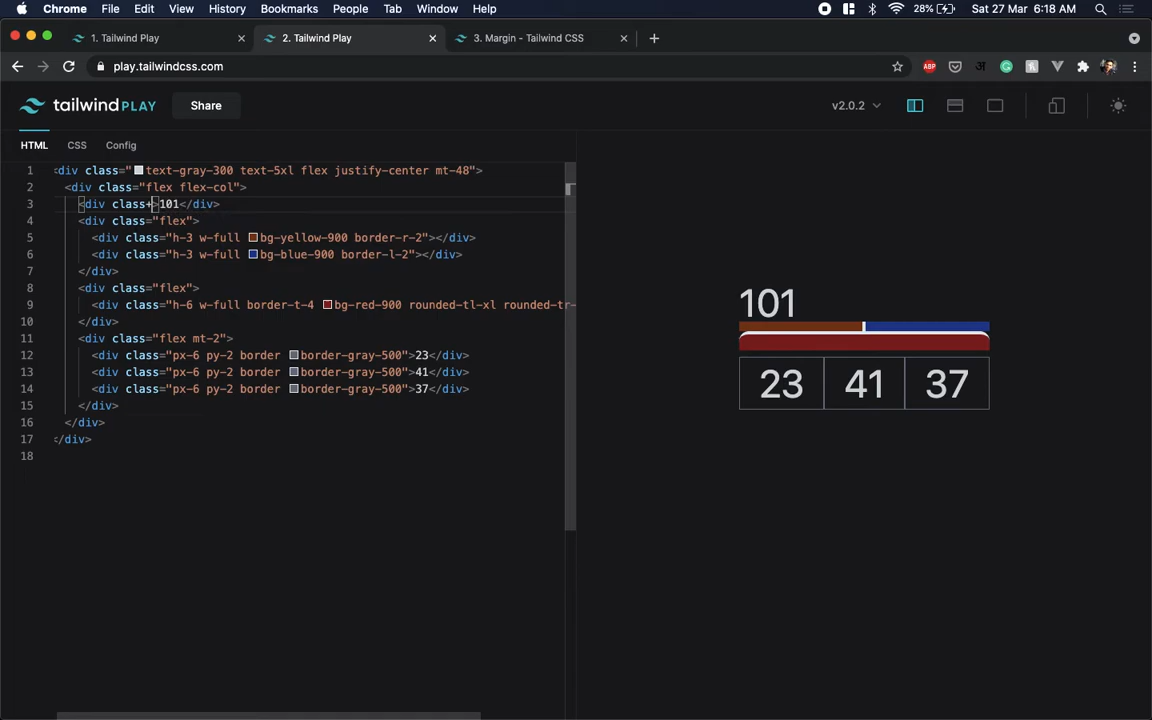 Chrome File Edit View History Bookmarks People Tab Window Help 28% Sat 27 Mar 6:18 AM
1. Tailwind Play 2. Tailwind Play 3. Margin - Tailwind CSS
play.tailwindcss.com ABP अ
tailwind PLAY Share v2.0.2
HTML CSS Config
1 <div class="text-gray-300 text-5xl flex justify-center mt-48">
2 <div class="flex flex-col">
3 <div class+>101</div>
4 <div class="flex">
5 <div class="h-3 w-full bg-yellow-900 border-r-2"></div>
6 <div class="h-3 w-full bg-blue-900 border-l-2"></div>
7 </div>
8 <div class="flex">
9 <div class="h-6 w-full border-t-4 bg-red-900 rounded-tl-xl rounded-tr-
10 </div>
11 <div class="flex mt-2">
12 <div class="px-6 py-2 border border-gray-500">23</div>
13 <div class="px-6 py-2 border border-gray-500">41</div>
14 <div class="px-6 py-2 border border-gray-500">37</div>
15 </div>
16 </div>
17 </div>
18
101
23 41 37